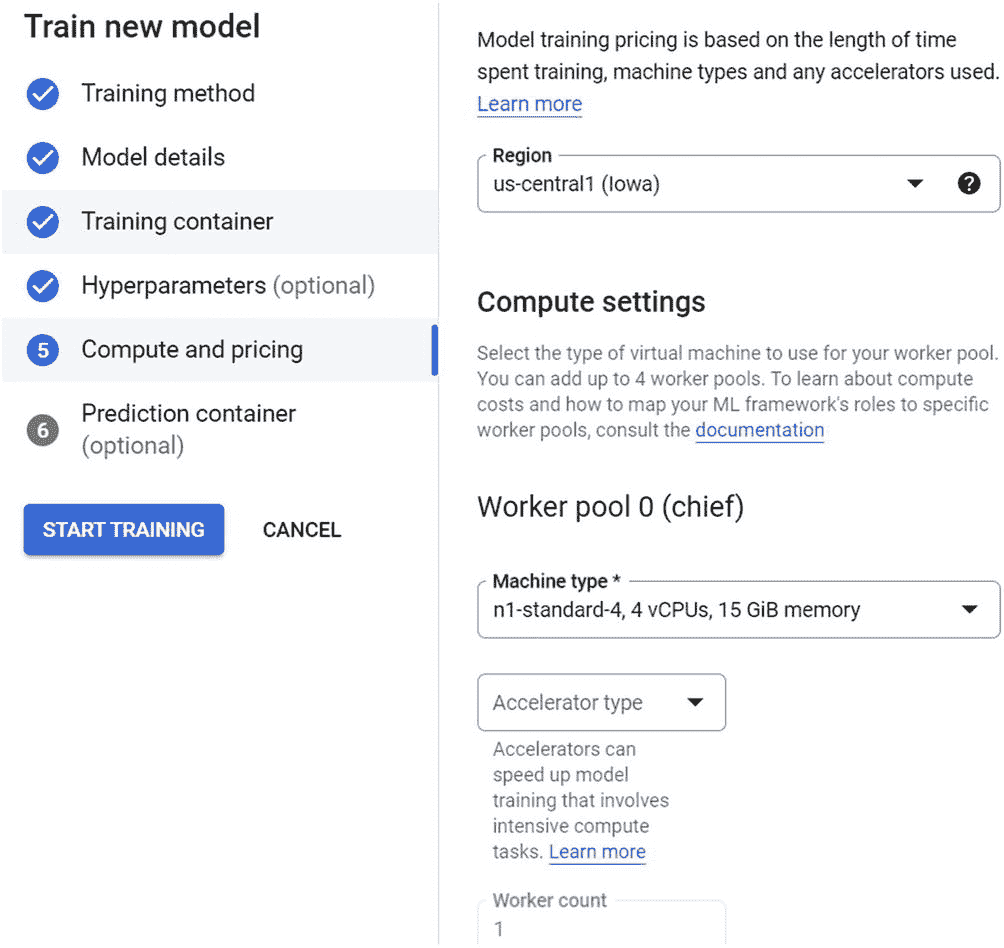 Train new model
Training method
Model details
Training container
Hyperparameters (optional)
5 Compute and pricing
6 Prediction container
(optional)
START TRAINING CANCEL
Model training pricing is based on the length of time
spent training, machine types and any accelerators used.
Learn more
Region
us-central1 (Iowa)
?
Compute settings
Select the type of virtual machine to use for your worker pool.
You can add up to 4 worker pools. To learn about compute
costs and how to map your ML framework's roles to specific
worker pools, consult the documentation
Worker pool 0 (chief)
Machine type *
n1-standard-4, 4 vCPUs, 15 GiB memory
Accelerator type
Accelerators can
speed up model
training that involves
intensive compute
tasks. Learn more
Worker count
1